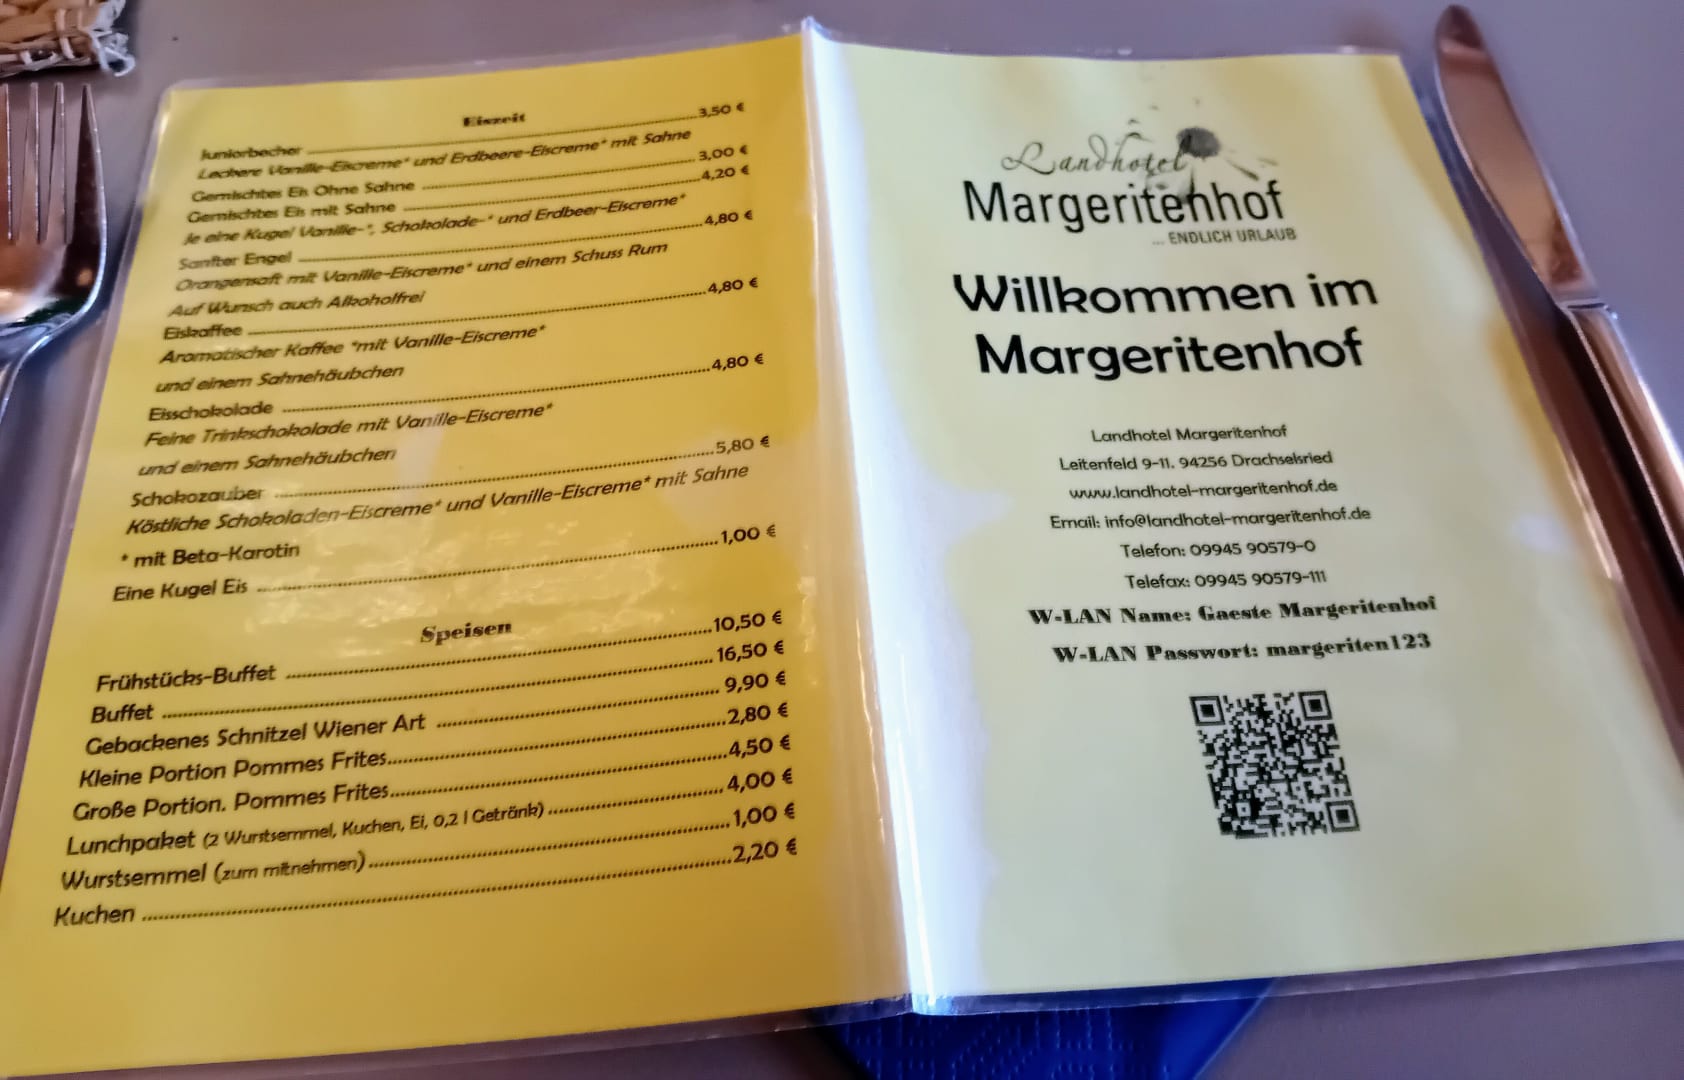 Eiszeit
Juniorbecher ........ 3,50 €
Leckere Vanille-Eiscreme* und Erdbeere-Eiscreme* mit Sahne
Gemischtes Eis Ohne Sahne ........ 3,00 €
Gemischtes Eis mit Sahne ........ 4,20 €
Je eine Kugel Vanille-*, Schokolade-* und Erdbeer-Eiscreme*
Sanfter Engel ........ 4,80 €
Orangensaft mit Vanille-Eiscreme* und einem Schuss Rum
Auf Wunsch auch Alkoholfrei
Eiskaffee ........ 4,80 €
Aromatischer Kaffee *mit Vanille-Eiscreme*
und einem Sahnehäubchen
Eisschokolade ........ 4,80 €
Feine Trinkschokolade mit Vanille-Eiscreme*
und einem Sahnehäubchen
Schokozauber ........ 5,80 €
Köstliche Schokoladen-Eiscreme* und Vanille-Eiscreme* mit Sahne
* mit Beta-Karotin
Eine Kugel Eis ........ 1,00 €
Speisen
Frühstücks-Buffet ........ 10,50 €
Buffet ........ 16,50 €
Gebackenes Schnitzel Wiener Art ........ 9,90 €
Kleine Portion Pommes Frites ........ 2,80 €
Große Portion. Pommes Frites ........ 4,50 €
Lunchpaket (2 Wurstsemmel, Kuchen, Ei, 0,2 l Getränk) ........ 4,00 €
Wurstsemmel (zum mitnehmen) ........ 1,00 €
Kuchen ........ 2,20 €
Landhotel
Margeritenhof
... ENDLICH URLAUB
Willkommen im
Margeritenhof
Landhotel Margeritenhof
Leitenfeld 9-11. 94256 Drachselsried
www.landhotel-margeritenhof.de
Email: info@landhotel-margeritenhof.de
Telefon: 09945 90579-0
Telefax: 09945 90579-111
W-LAN Name: Gaeste Margeritenhof
W-LAN Passwort: margeriten123